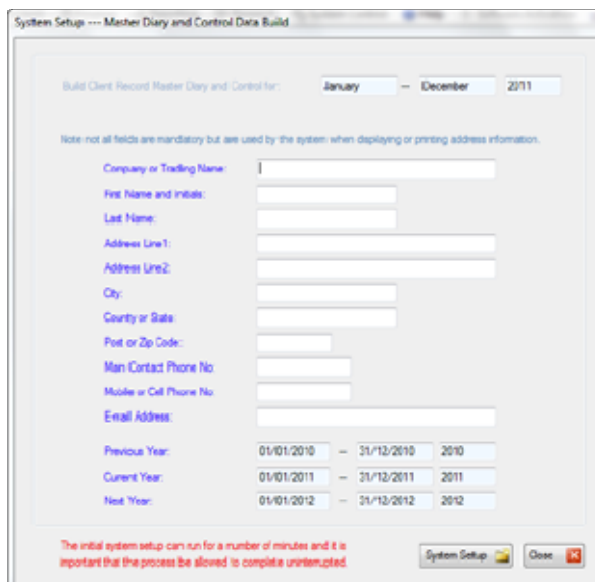 System Setup --- Masher Diary and Control Data Build
Build Client Record Master Diary and Control for: January -- December 2011
Note: not all fields are mandatory but are used by the system when displaying or printing address information.
Company or Trading Name:
First Name and initials:
Last Name:
Address Line1:
Address Line2:
City:
County or State:
Post or Zip Code:
Main Contact Phone No:
Mobile or Cell Phone No:
E-mail Address:
Previous Year: 01/01/2010 -- 31/12/2010 2010
Current Year: 01/01/2011 -- 31/12/2011 2011
Next Year: 01/01/2012 -- 31/12/2012 2012
The initial system setup can run for a number of minutes and it is
important that the process be allowed to complete uninterrupted.
System Setup Close